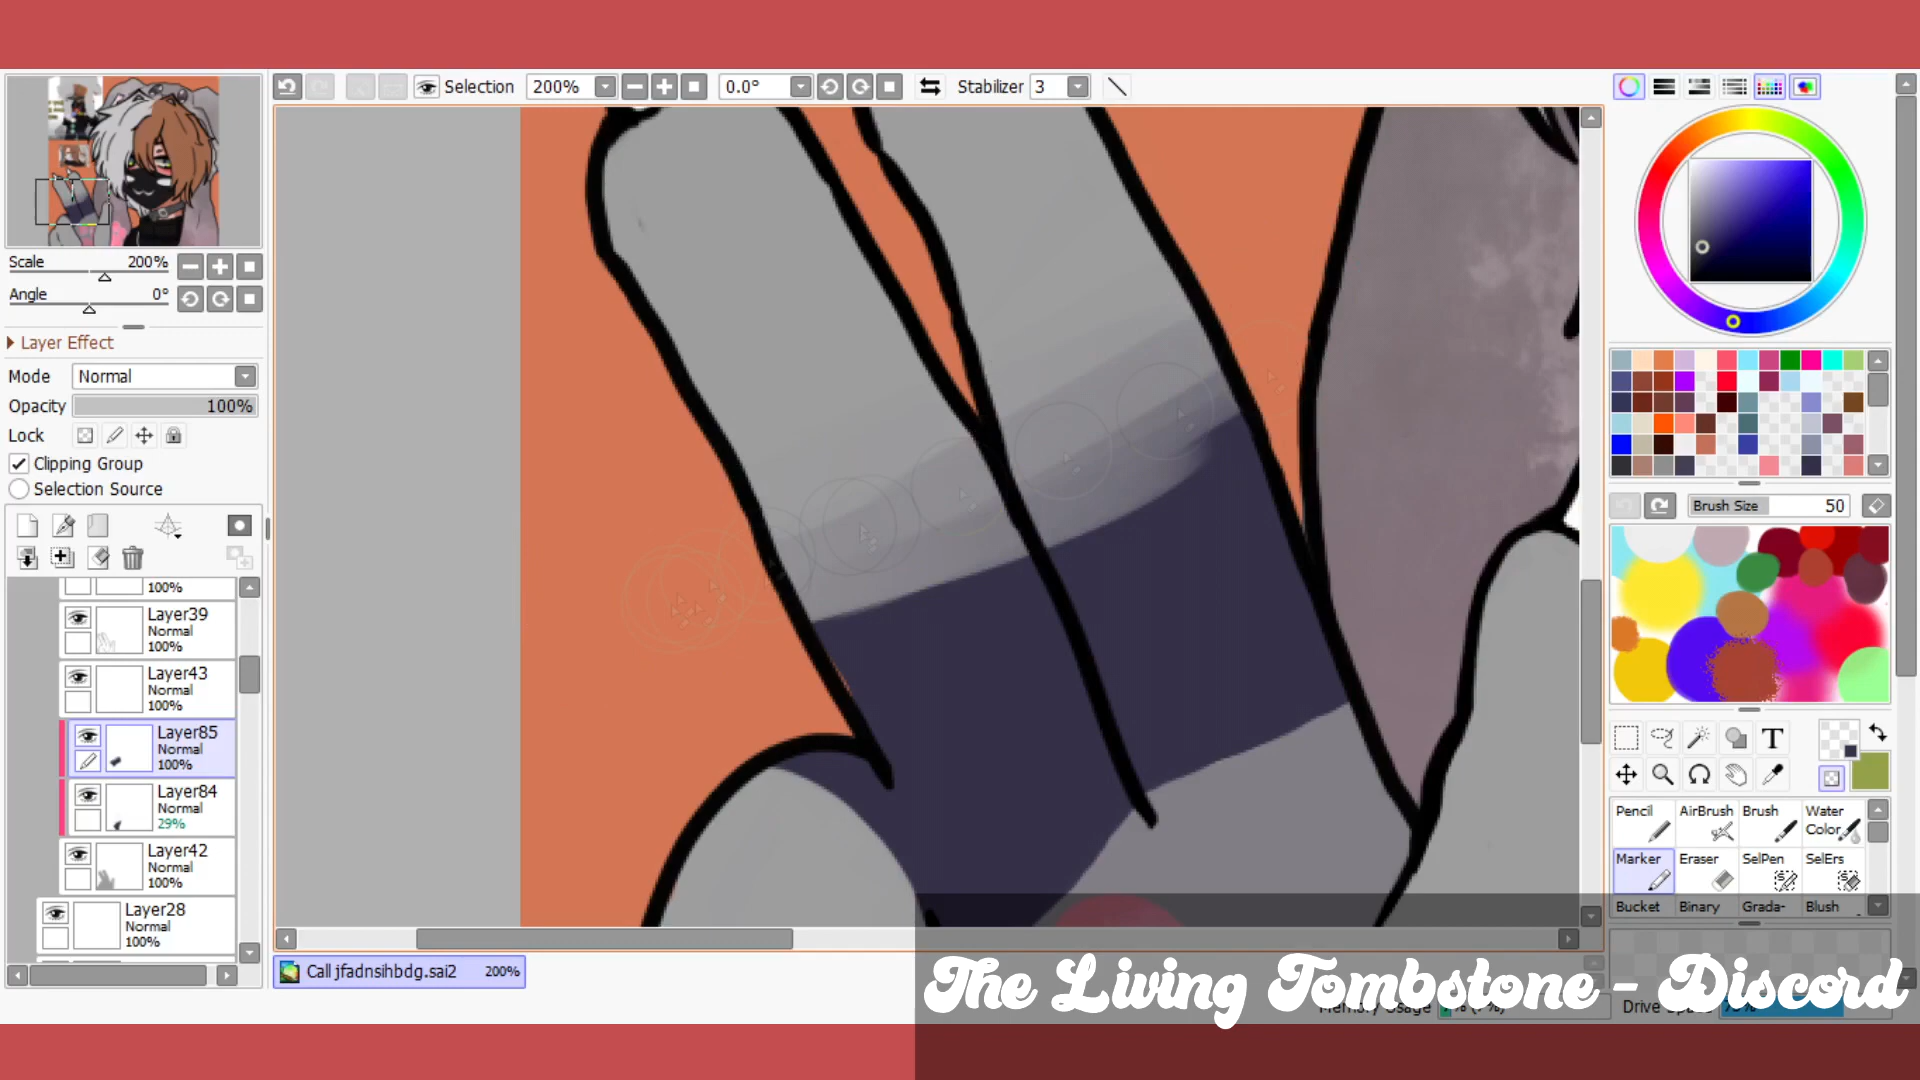 Selection 200% 0.0° Stabilizer 3
Scale 200%
Angle 0°
Layer Effect
Mode Normal
Opacity 100%
Lock
Clipping Group
Selection Source
100%
Layer39
Normal
100%
Layer43
Normal
100%
Layer85
Normal
100%
Layer84
Normal
29%
Layer42
Normal
100%
Layer28
Normal
100%
Brush Size 50
T
Pencil AirBrush Brush Water Color
Marker Eraser SelPen SelErs
Bucket Binary Grada- Blush
Call jfadnsihbdg.sai2 200%
The Living Tombstone - Discord
Memory Usage